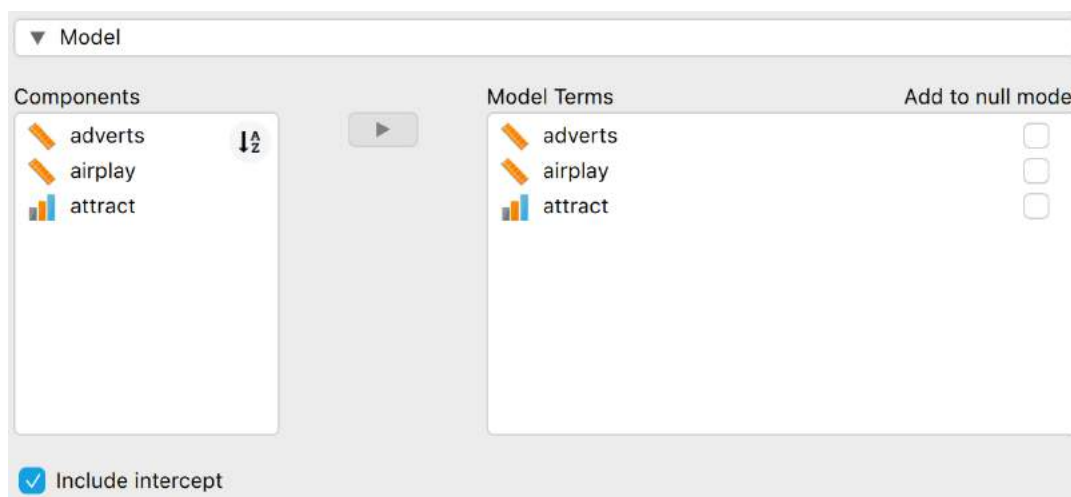 Model
Components
Model Terms
Add to null mode
adverts
airplay
attract
A
Z
adverts
airplay
attract
Include intercept